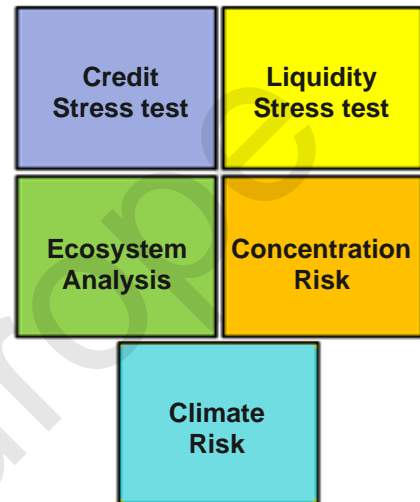 Credit
Stress test
Liquidity
Stress test
Ecosystem
Analysis
Concentration
Risk
Climate
Risk